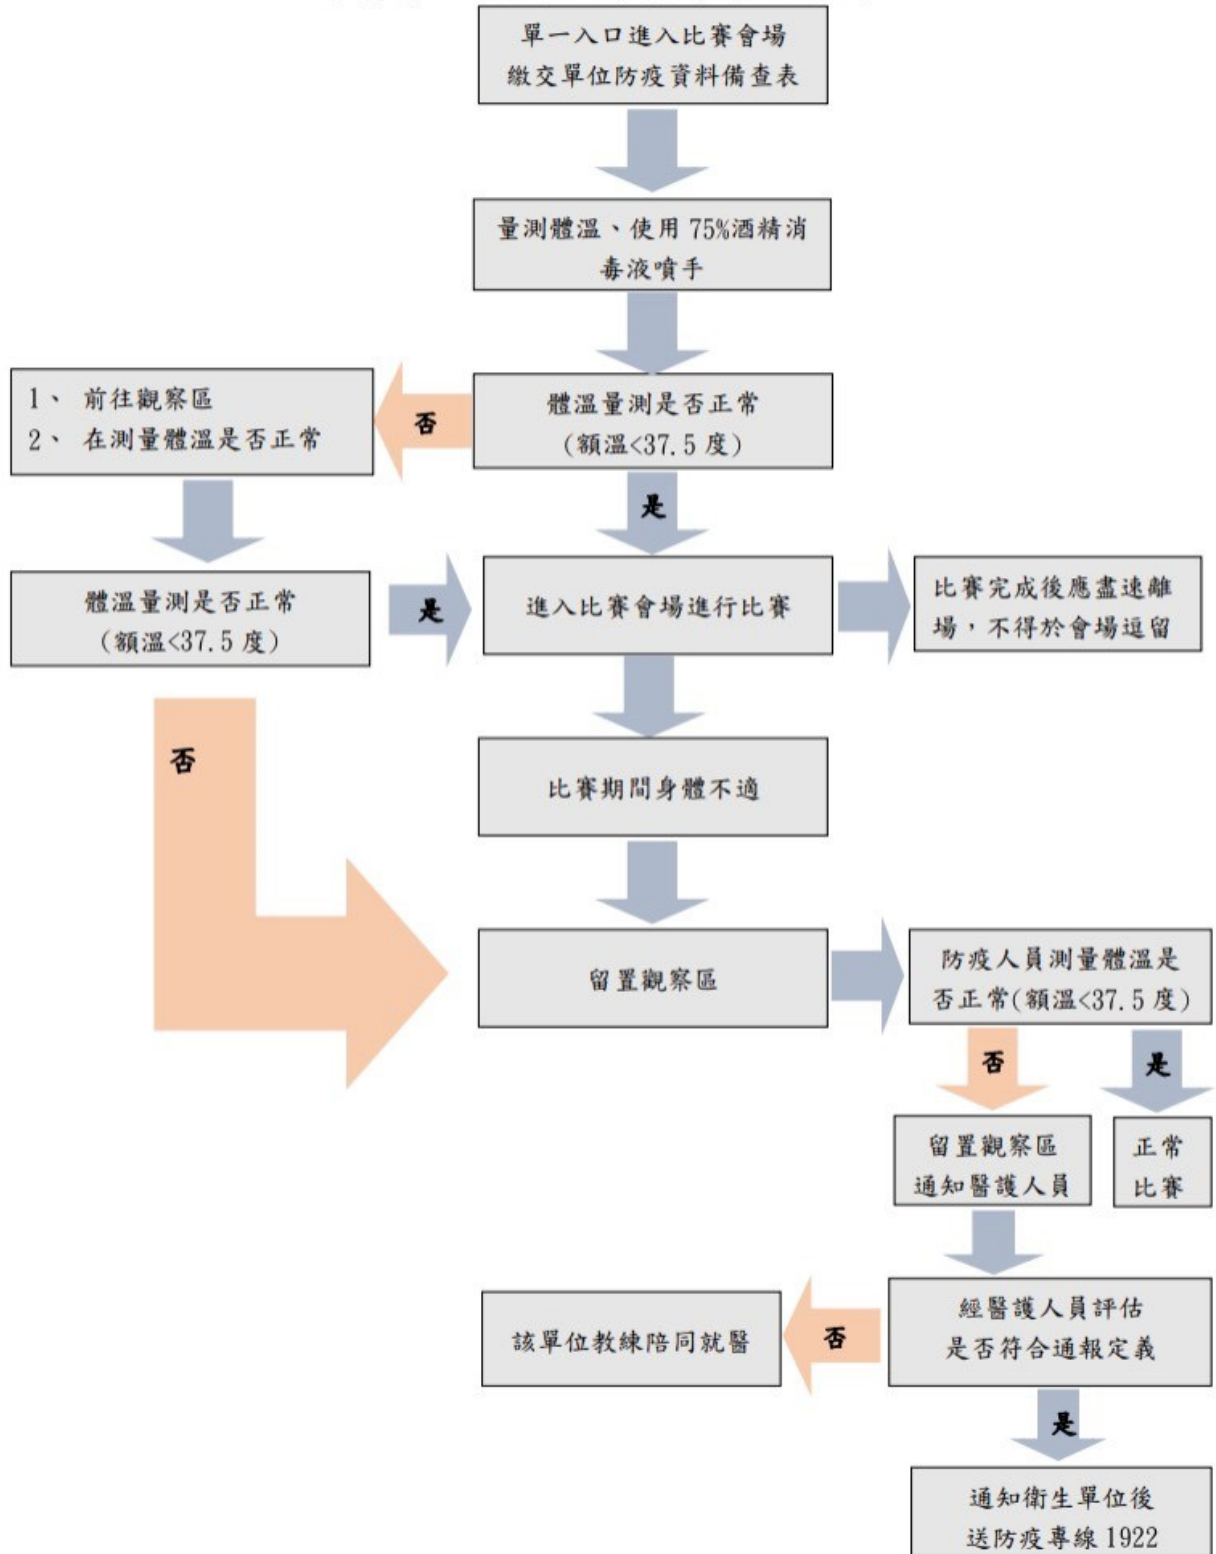 單一入口進入比賽會場
繳交單位防疫資料備查表
量測體溫、使用 75%酒精消
毒液噴手
1、 前往觀察區
2、 在測量體溫是否正常
否
體溫量測是否正常
(額溫<37.5 度)
是
體溫量測是否正常
(額溫<37.5 度)
是
進入比賽會場進行比賽
比賽完成後應盡速離
場，不得於會場逗留
否
比賽期間身體不適
留置觀察區
防疫人員測量體溫是
否正常(額溫<37.5 度)
否
是
留置觀察區
通知醫護人員
正常
比賽
該單位教練陪同就醫
否
經醫護人員評估
是否符合通報定義
是
通知衛生單位後
送防疫專線 1922